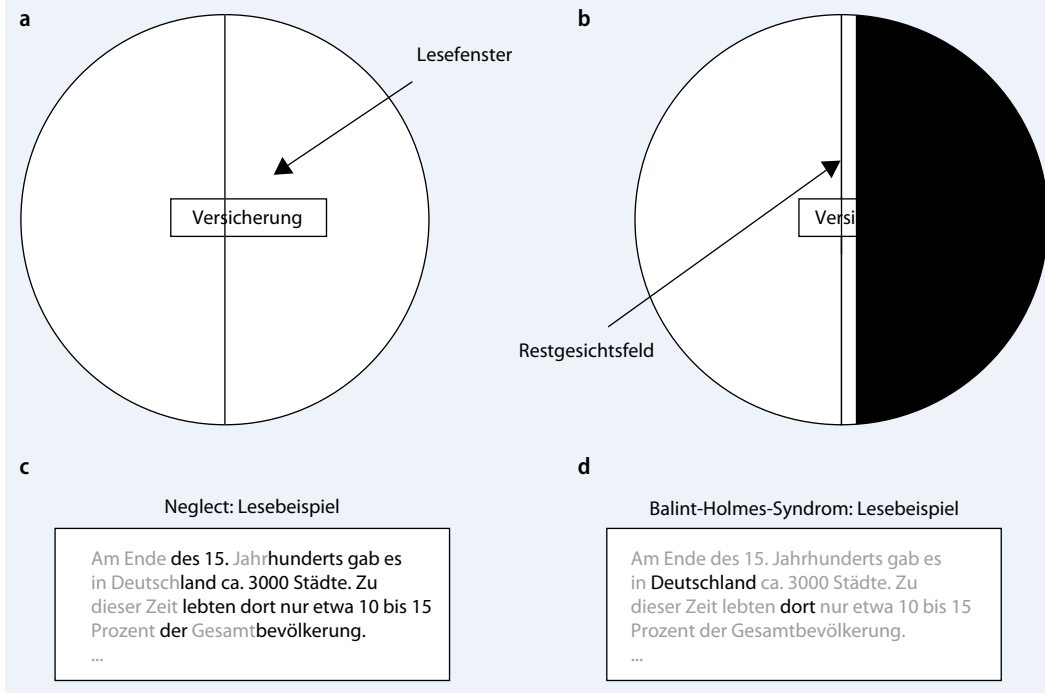 a
Lesefenster
Versicherung
b
Versi
Restgesichtsfeld
c
Neglect: Lesebeispiel
Am Ende des 15. Jahrhunderts gab es
in Deutschland ca. 3000 Städte. Zu
dieser Zeit lebten dort nur etwa 10 bis 15
Prozent der Gesamtbevölkerung.
...
d
Balint-Holmes-Syndrom: Lesebeispiel
Am Ende des 15. Jahrhunderts gab es
in Deutschland ca. 3000 Städte. Zu
dieser Zeit lebten dort nur etwa 10 bis 15
Prozent der Gesamtbevölkerung.
...